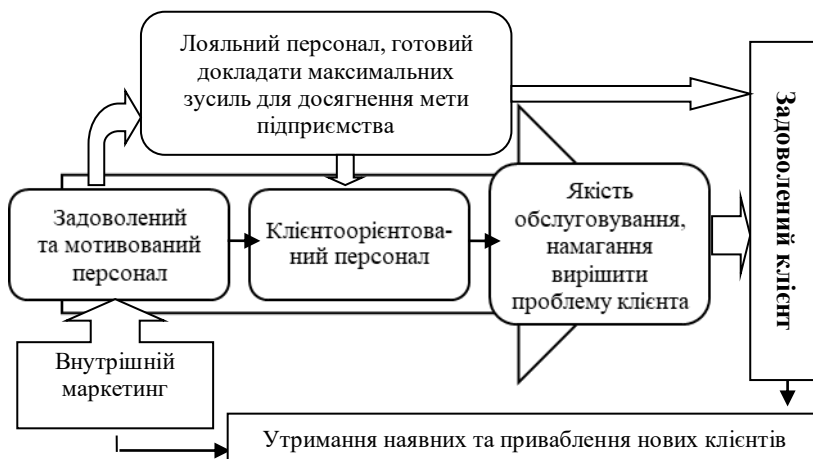 Лояльний персонал, готовий
докладати максимальних
зусиль для досягнення мети
підприємства
Задоволений
та мотивований
персонал
Клієнтоорієнтова-
ний персонал
Якість
обслуговування,
намагання
вирішити
проблему клієнта
Задоволений клієнт
Внутрішній
маркетинг
Утримання наявних та приваблення нових клієнтів